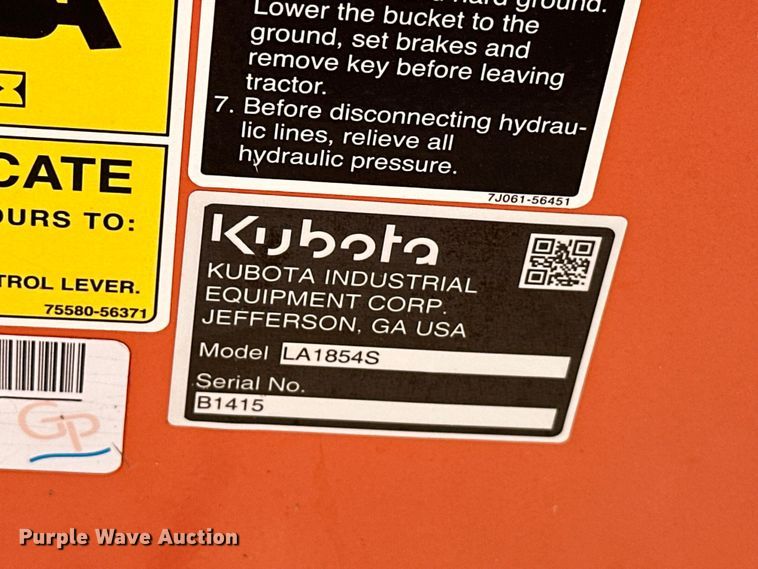 hard ground.
Lower the bucket to the
ground, set brakes and
remove key before leaving
tractor.
7. Before disconnecting hydrau-
lic lines, relieve all
hydraulic pressure.
7J061-56451
CATE
OURS TO:
TROL LEVER.
75580-56371
Kubota
KUBOTA INDUSTRIAL
EQUIPMENT CORP.
JEFFERSON, GA USA
Model LA1854S
Serial No.
B1415
GP
Purple Wave Auction